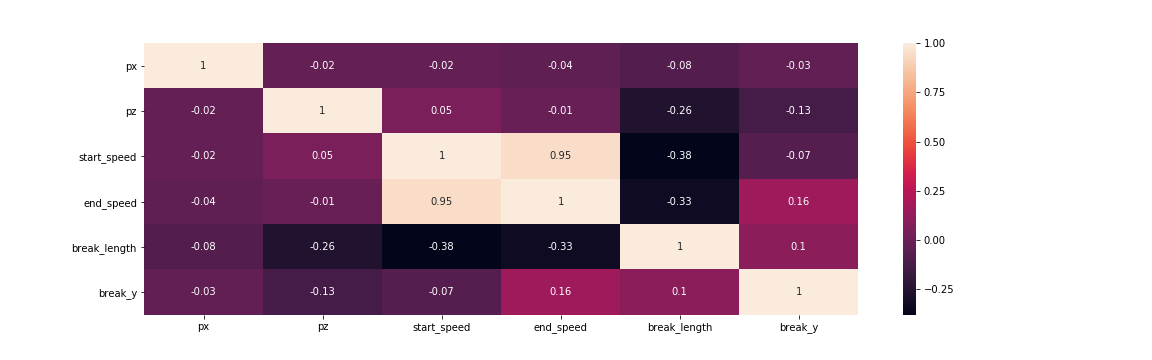 px 1 -0.02 -0.02 -0.04 -0.08 -0.03
pz -0.02 1 0.05 -0.01 -0.26 -0.13
start_speed -0.02 0.05 1 0.95 -0.38 -0.07
end_speed -0.04 -0.01 0.95 1 -0.33 0.16
break_length -0.08 -0.26 -0.38 -0.33 1 0.1
break_y -0.03 -0.13 -0.07 0.16 0.1 1
px pz start_speed end_speed break_length break_y
1.00
0.75
0.50
0.25
0.00
−0.25